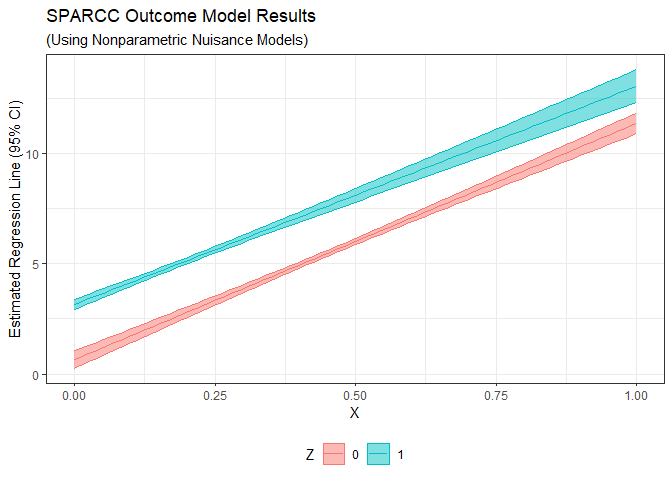 SPARCC Outcome Model Results
(Using Nonparametric Nuisance Models)
Estimated Regression Line (95% CI)
10
5
0
0.00 0.25 0.50 0.75 1.00
X
Z 0 1